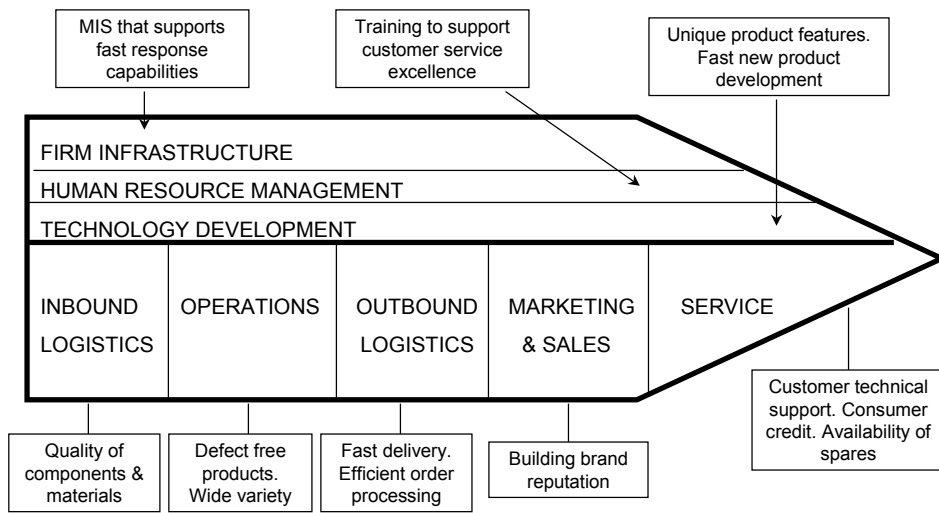 MIS that supports
fast response
capabilities
Training to support
customer service
excellence
Unique product features.
Fast new product
development
FIRM INFRASTRUCTURE
HUMAN RESOURCE MANAGEMENT
TECHNOLOGY DEVELOPMENT
INBOUND
LOGISTICS
OPERATIONS
OUTBOUND
LOGISTICS
MARKETING
& SALES
SERVICE
Quality of
components &
materials
Defect free
products.
Wide variety
Fast delivery.
Efficient order
processing
Building brand
reputation
Customer technical
support. Consumer
credit. Availability of
spares